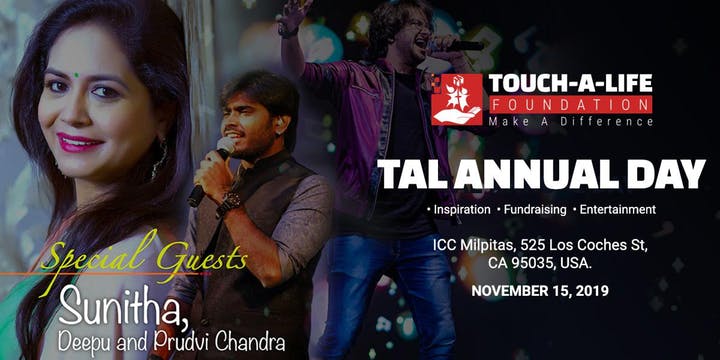 TOUCH-A-LIFE
FOUNDATION
Make A Difference
TAL ANNUAL DAY
• Inspiration • Fundraising • Entertainment
ICC Milpitas, 525 Los Coches St,
CA 95035, USA.
NOVEMBER 15, 2019
Special Guests
Sunitha,
Deepu and Prudvi Chandra